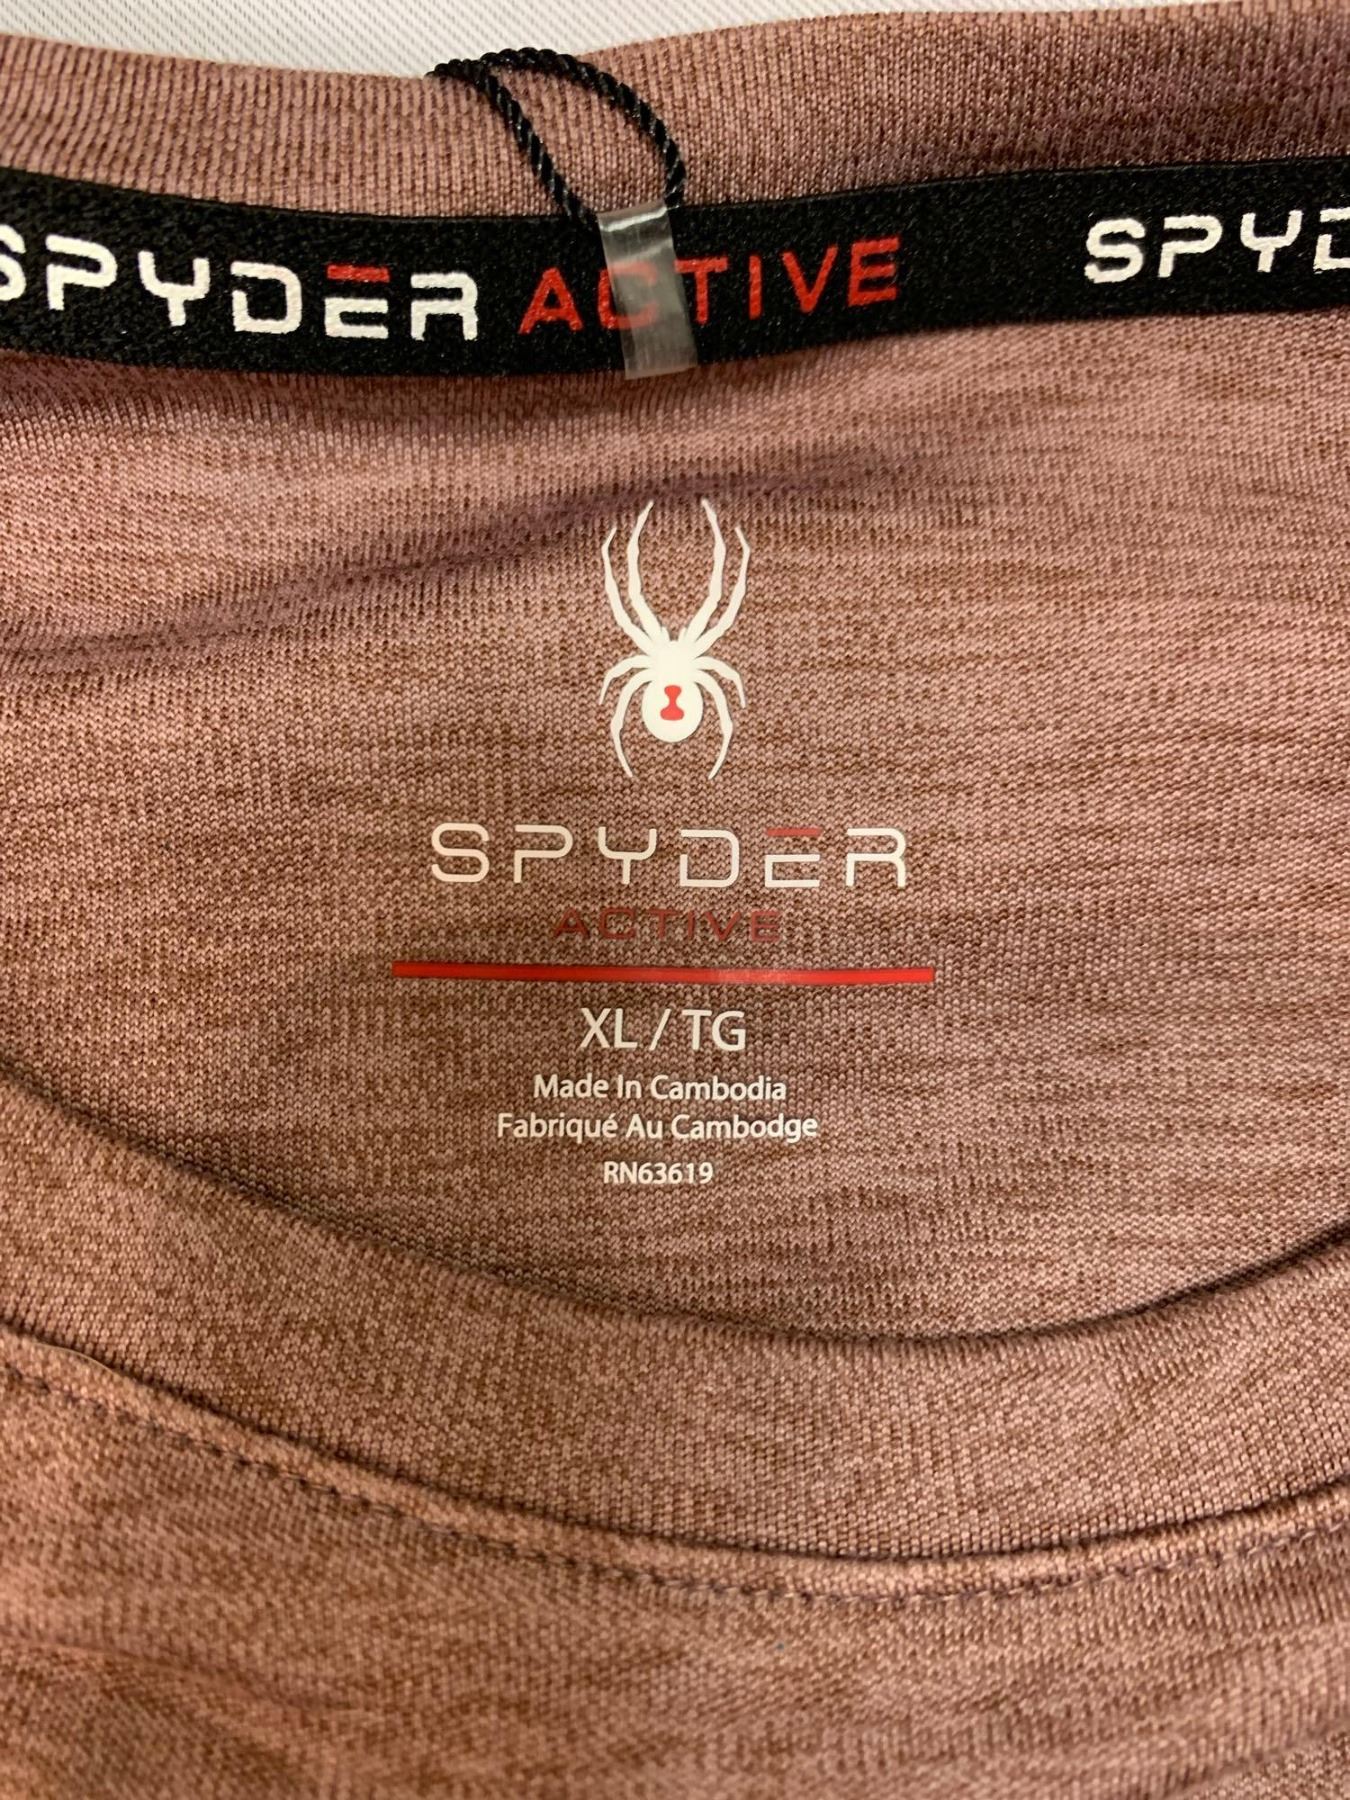 SPYDER ACTIVE SPYD
SPYDER
ACTIVE
XL / TG
Made In Cambodia
Fabriqué Au Cambodge
RN63619